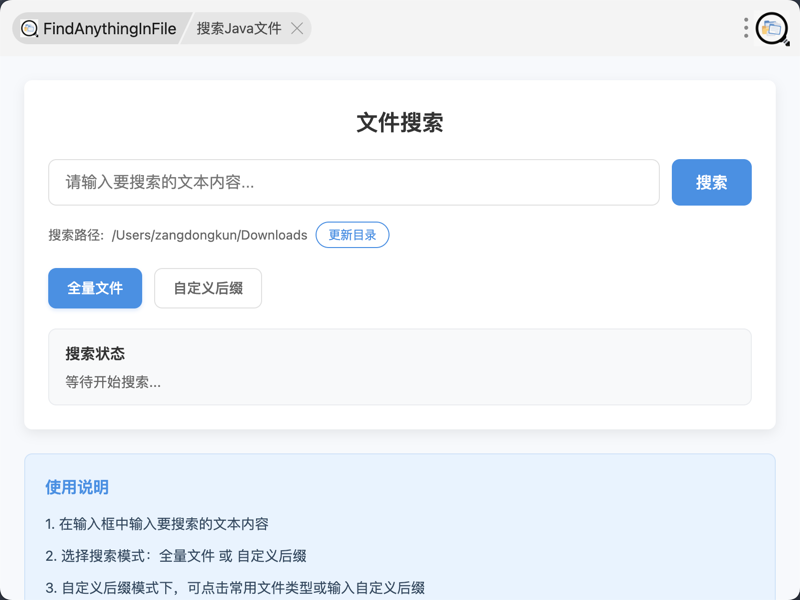 FindAnythingInFile 搜索Java文件
文件搜索
请输入要搜索的文本内容... 搜索
搜索路径: /Users/zangdongkun/Downloads 更新目录
全量文件 自定义后缀
搜索状态
等待开始搜索...
使用说明
1. 在输入框中输入要搜索的文本内容
2. 选择搜索模式：全量文件 或 自定义后缀
3. 自定义后缀模式下，可点击常用文件类型或输入自定义后缀